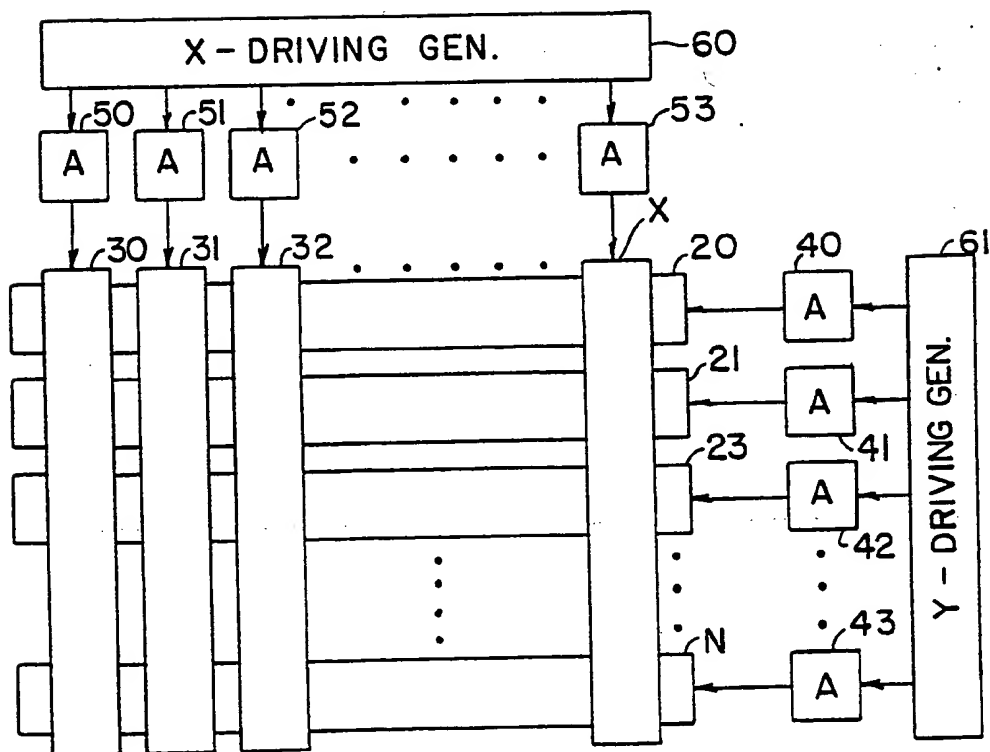 X - DRIVING GEN. 60
50 51 52 53
A A A A
X
30 31 32 20 40 61
A
21
A
41
23
A
42
Y - DRIVING GEN.
N 43
A